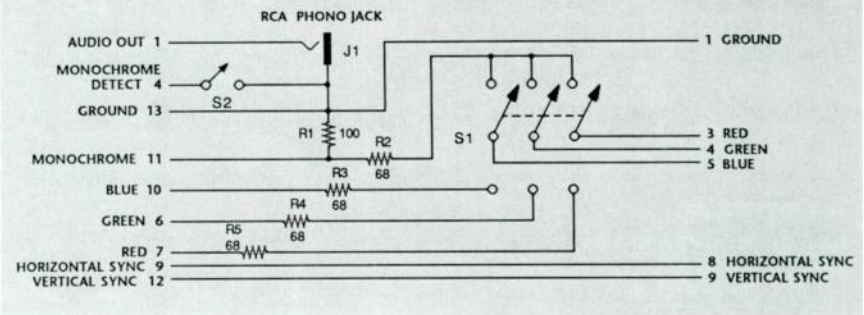 RCA PHONO JACK
AUDIO OUT 1
J1
1 GROUND
MONOCHROME
DETECT 4
S2
GROUND 13
R1 100
R2
68
S1
3 RED
4 GREEN
5 BLUE
MONOCHROME 11
R3
68
BLUE 10
R4
68
GREEN 6
R5
68
RED 7
HORIZONTAL SYNC 9
8 HORIZONTAL SYNC
VERTICAL SYNC 12
9 VERTICAL SYNC